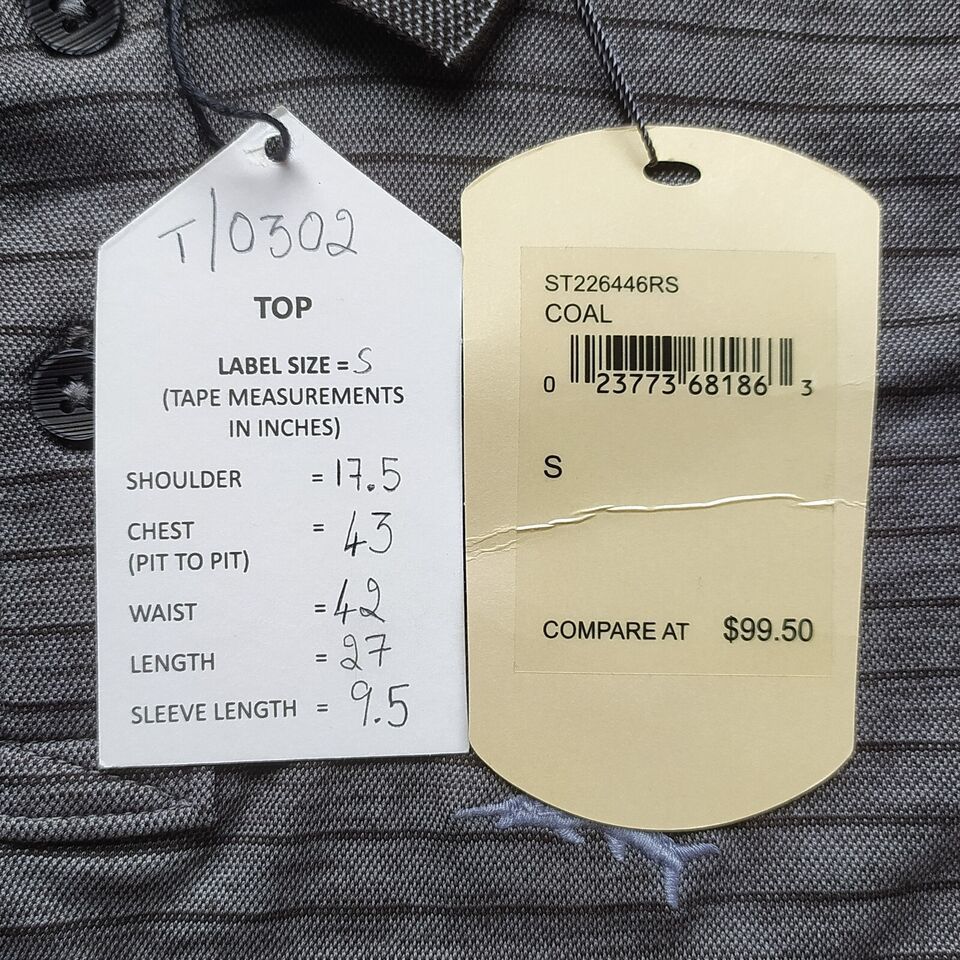 T/0302
TOP
LABEL SIZE = S
(TAPE MEASUREMENTS
IN INCHES)
SHOULDER = 17.5
CHEST = 43
(PIT TO PIT)
WAIST = 42
LENGTH = 27
SLEEVE LENGTH = 9.5
ST226446RS
COAL
0 23773 68186 3
S
COMPARE AT $99.50